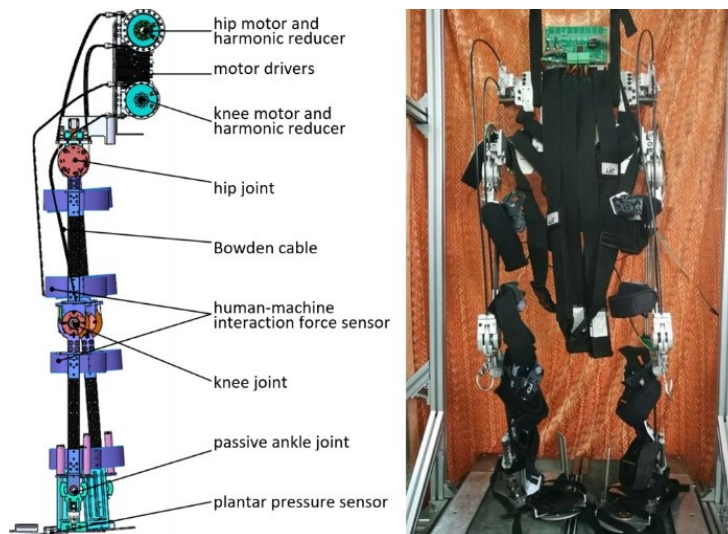 hip motor and
harmonic reducer
motor drivers
knee motor and
harmonic reducer
hip joint
Bowden cable
human-machine
interaction force sensor
knee joint
passive ankle joint
plantar pressure sensor